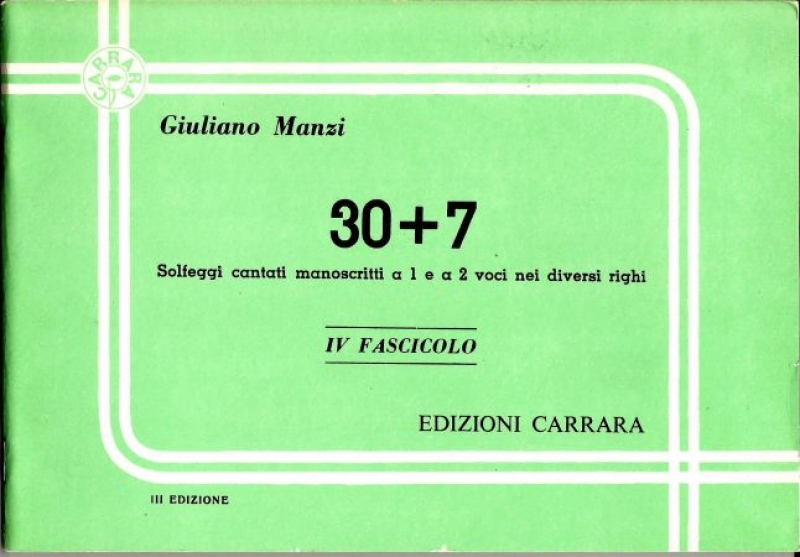 CARRARA
Giuliano Manzi
30+7
Solfeggi cantati manoscritti a 1 e a 2 voci nei diversi righi
IV FASCICOLO
EDIZIONI CARRARA
III EDIZIONE